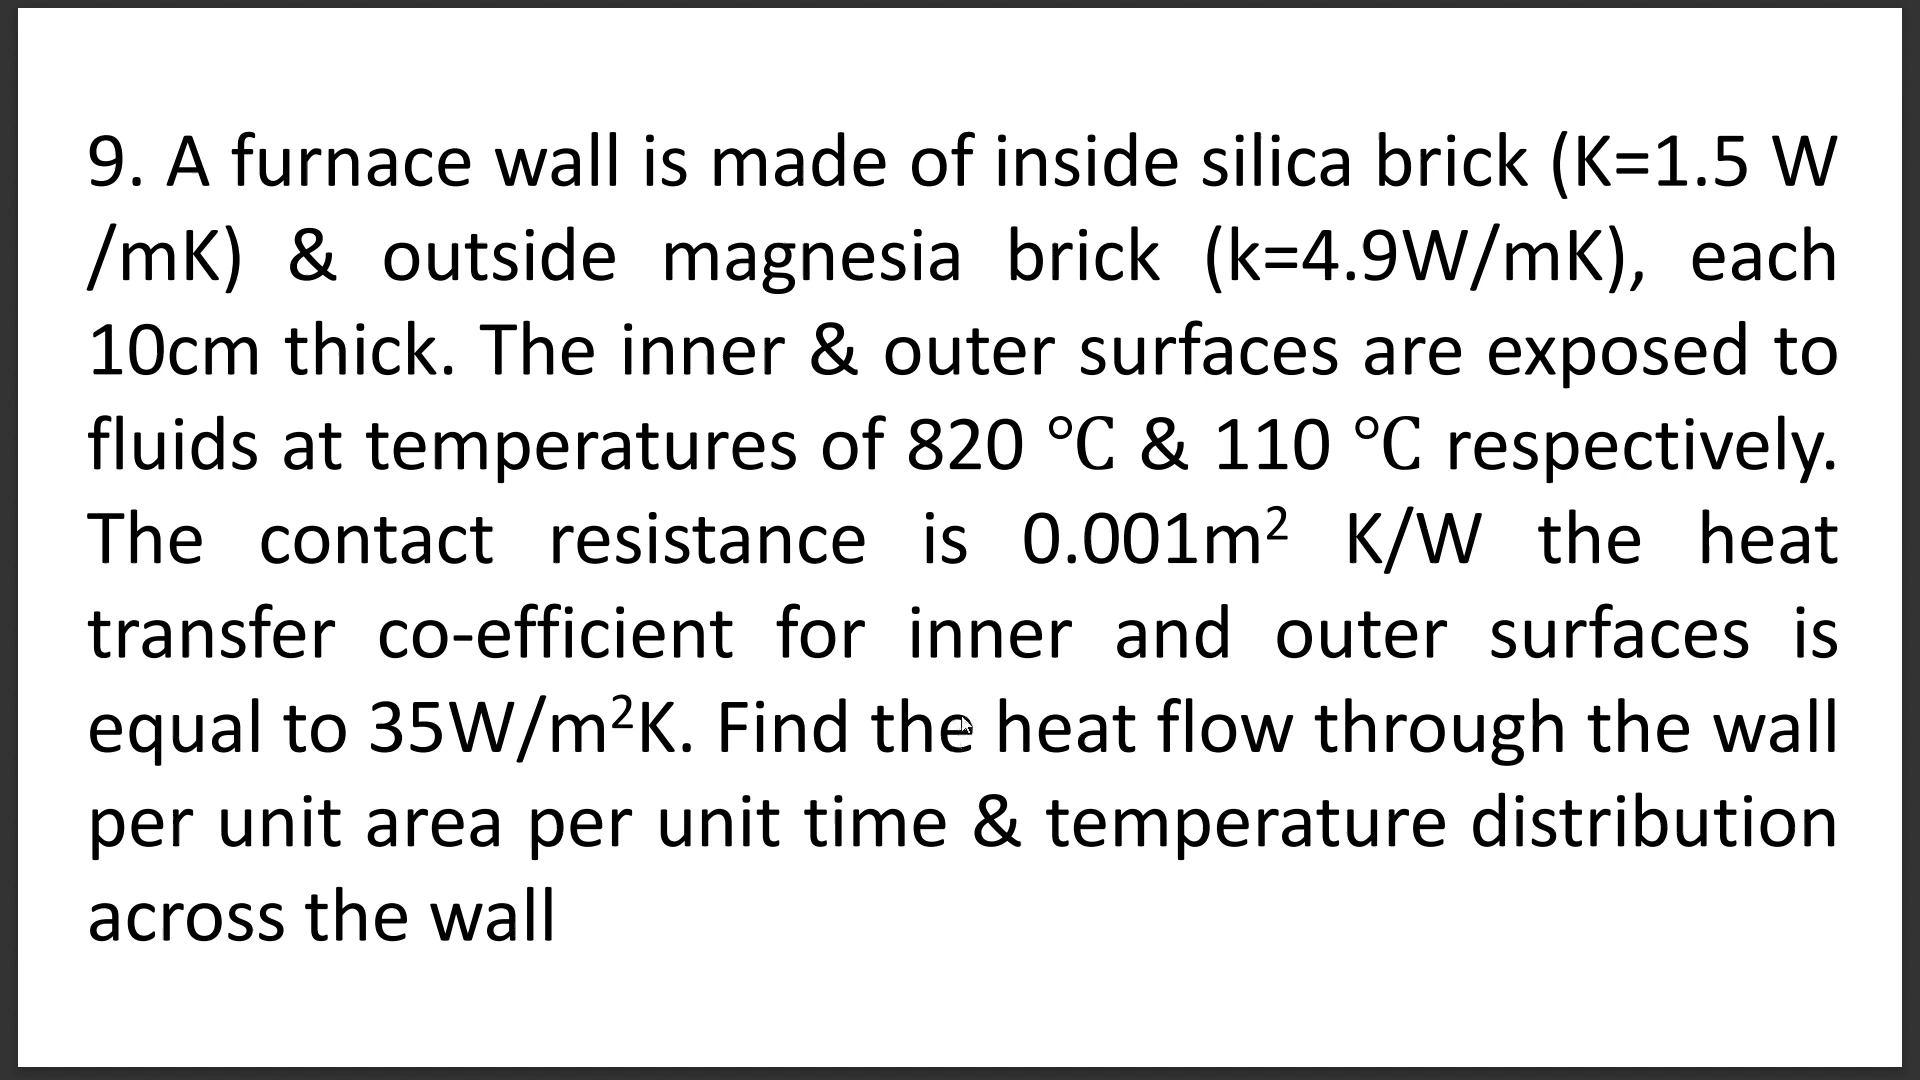 9. A furnace wall is made of inside silica brick (K=1.5 W
/mK) & outside magnesia brick (k=4.9W/mK), each
10cm thick. The inner & outer surfaces are exposed to
fluids at temperatures of 820 ℃ & 110 ℃ respectively.
The contact resistance is 0.001m² K/W the heat
transfer co-efficient for inner and outer surfaces is
equal to 35W/m²K. Find the heat flow through the wall
per unit area per unit time & temperature distribution
across the wall